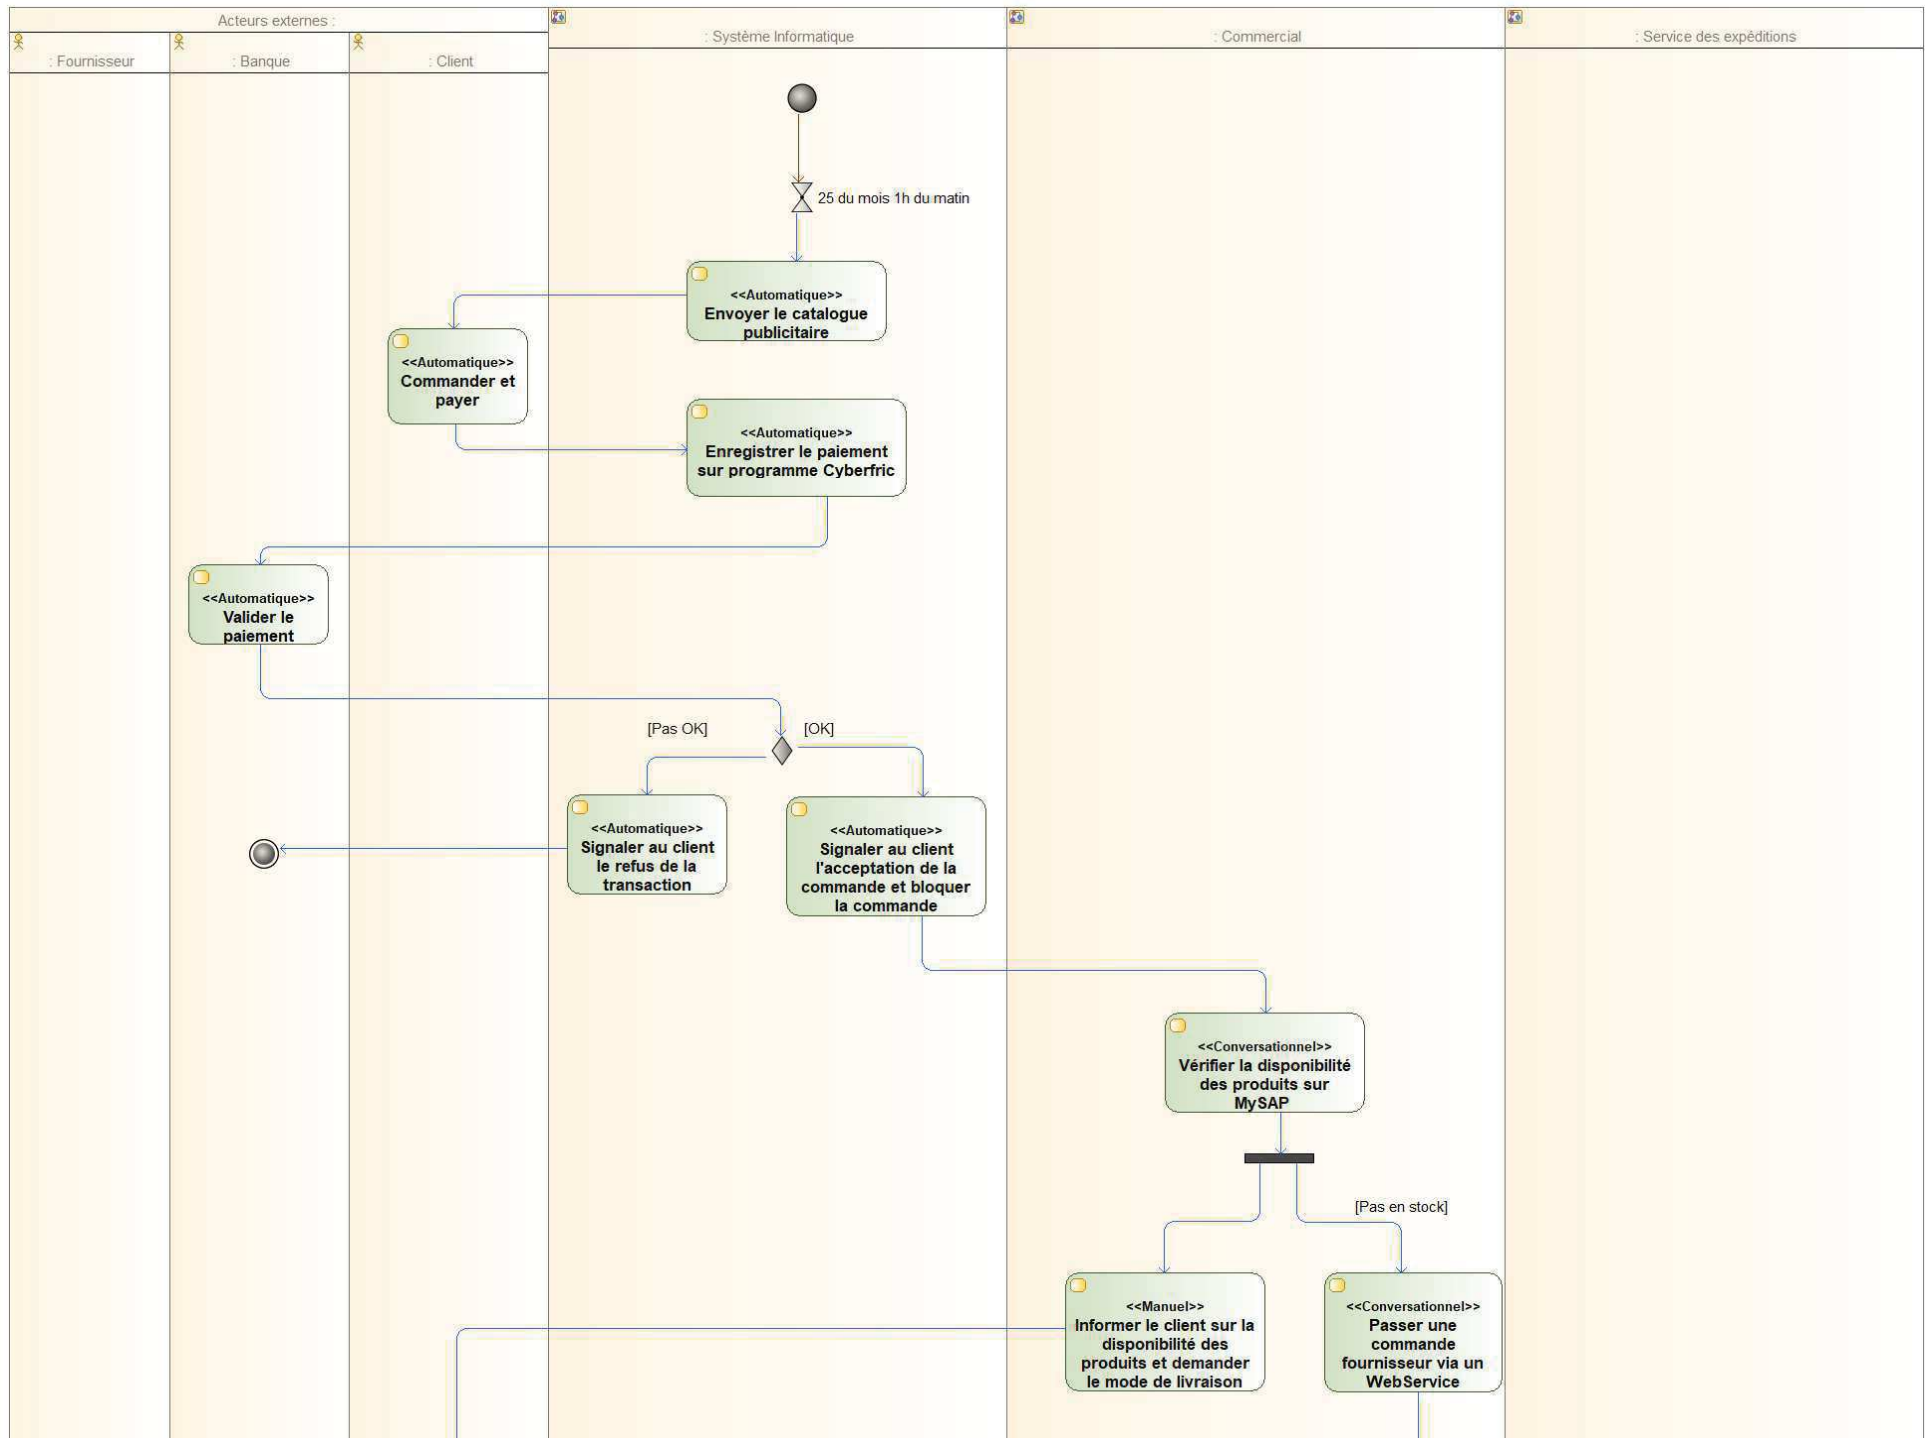 Acteurs externes :
: Fournisseur
: Banque
: Client
: Système Informatique
: Commercial
: Service des expéditions
25 du mois 1h du matin
<<Automatique>>
Envoyer le catalogue
publicitaire
<<Automatique>>
Commander et
payer
<<Automatique>>
Enregistrer le paiement
sur programme Cyberfric
<<Automatique>>
Valider le
paiement
[Pas OK]
[OK]
<<Automatique>>
Signaler au client
le refus de la
transaction
<<Automatique>>
Signaler au client
l'acceptation de la
commande et bloquer
la commande
<<Conversationnel>>
Vérifier la disponibilité
des produits sur
MySAP
[Pas en stock]
<<Manuel>>
Informer le client sur la
disponibilité des
produits et demander
le mode de livraison
<<Conversationnel>>
Passer une
commande
fournisseur via un
WebService